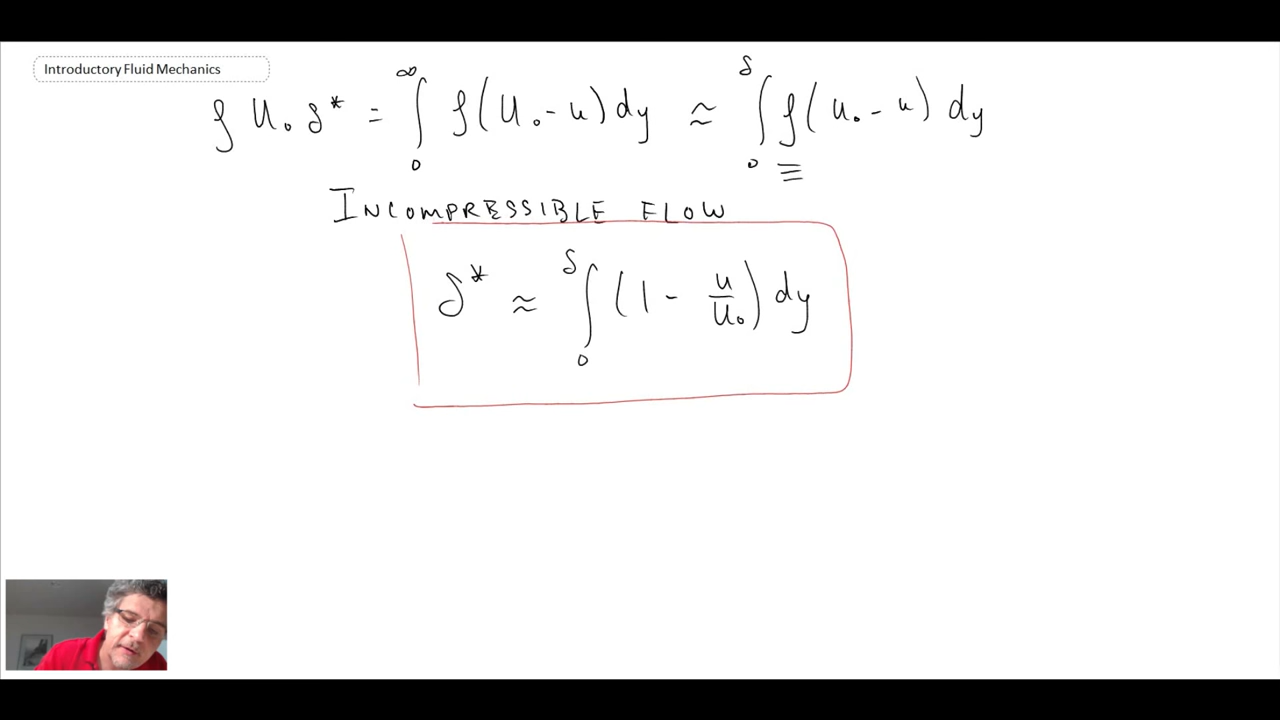 Introductory Fluid Mechanics
ρ U₀ δ* = ∫₀^∞ ρ(U₀ - u) dy ≈ ∫₀^δ ρ(u₀ - u) dy
INCOMPRESSIBLE FLOW
δ* ≈ ∫₀^δ (1 - u/U₀) dy